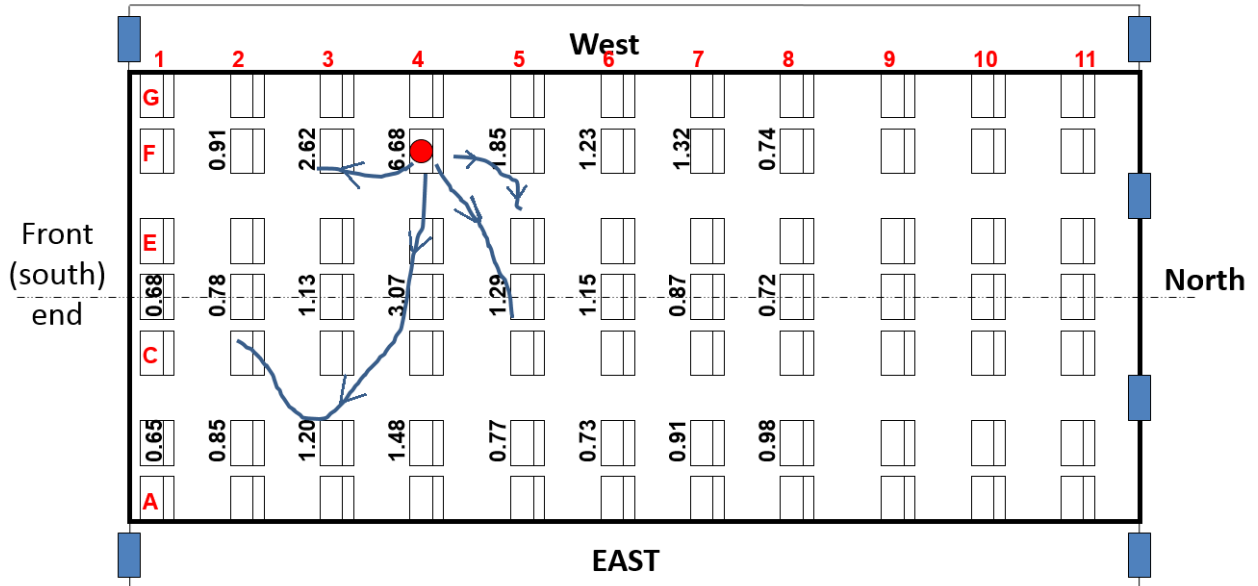 West
1 2 3 4 5 6 7 8 9 10 11
G
F 0.91 2.62 6.68 1.85 1.23 1.32 0.74
E
Front
(south)
end
0.68 0.78 1.13 3.07 1.29 1.15 0.87 0.72
North
C
0.65 0.85 1.20 1.48 0.77 0.73 0.91 0.98
A
EAST